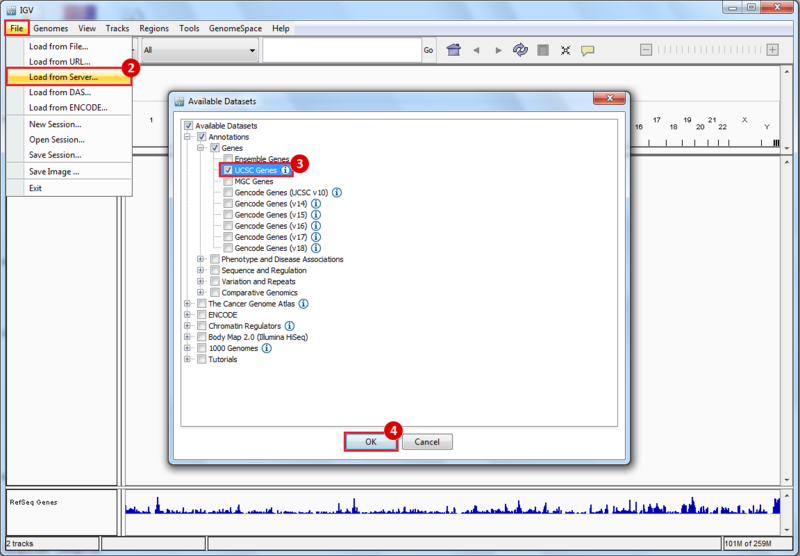 IGV
File Genomes View Tracks Regions Tools GenomeSpace Help
All Go
Load from File...
Load from URL...
2
Load from Server...
Load from DAS...
Load from ENCODE...
New Session...
Open Session...
Save Session...
Save Image ...
Exit
1 16 17 18 19 20 21 22 X Y
Available Datasets
Available Datasets
Annotations
Genes
Ensemble Genes
3
UCSC Genes
MGC Genes
Gencode Genes (UCSC v10)
Gencode Genes (v14)
Gencode Genes (v15)
Gencode Genes (v16)
Gencode Genes (v17)
Gencode Genes (v18)
Phenotype and Disease Associations
Sequence and Regulation
Variation and Repeats
Comparative Genomics
The Cancer Genome Atlas
ENCODE
Chromatin Regulators
Body Map 2.0 (Illumina HiSeq)
1000 Genomes
Tutorials
4
OK Cancel
RefSeq Genes
2 tracks 101M of 259M